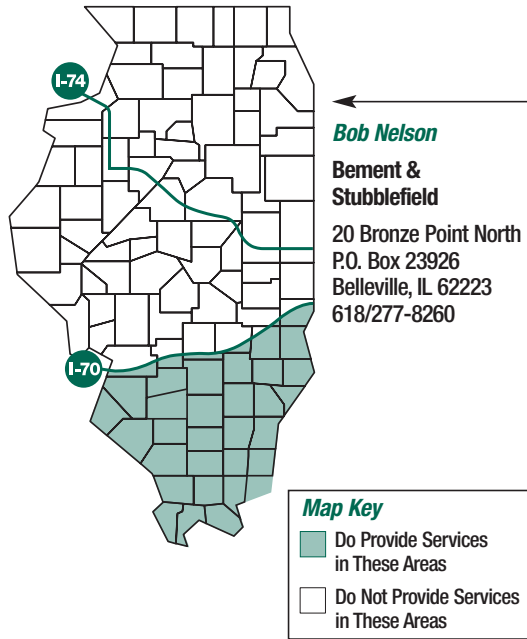 I-74
Bob Nelson
Bement &
Stubblefield
20 Bronze Point North
P.O. Box 23926
Belleville, IL 62223
618/277-8260
I-70
Map Key
Do Provide Services
in These Areas
Do Not Provide Services
in These Areas